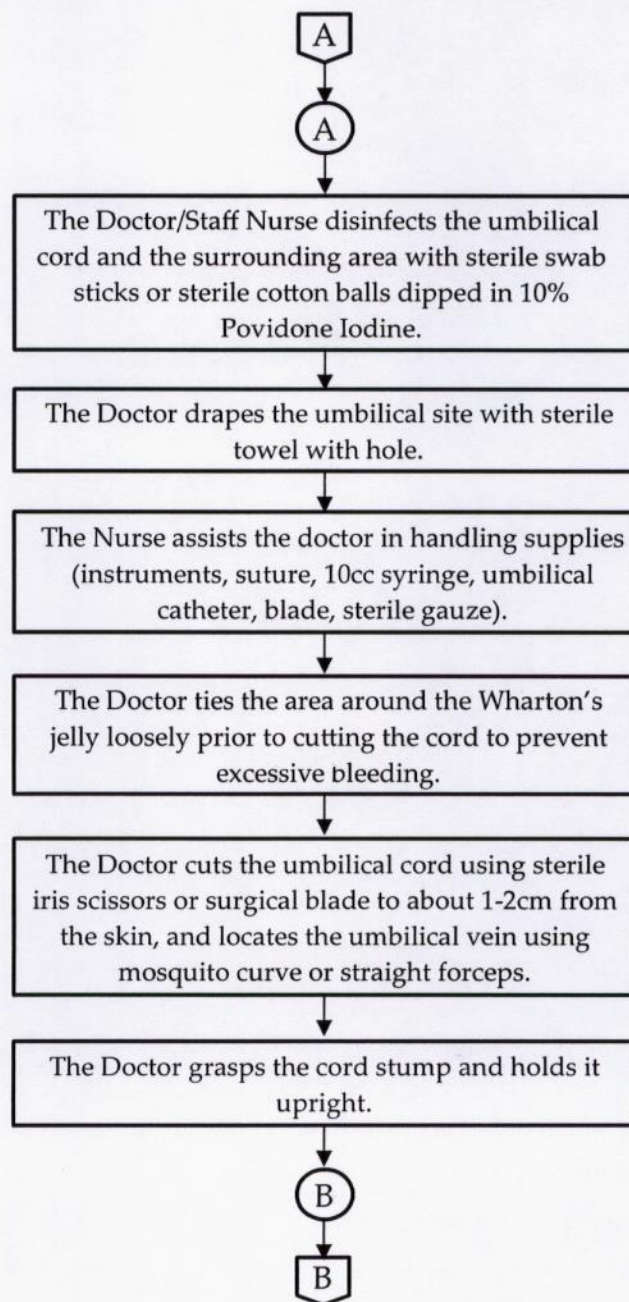 A
A
The Doctor/Staff Nurse disinfects the umbilical
cord and the surrounding area with sterile swab
sticks or sterile cotton balls dipped in 10%
Povidone Iodine.
The Doctor drapes the umbilical site with sterile
towel with hole.
The Nurse assists the doctor in handling supplies
(instruments, suture, 10cc syringe, umbilical
catheter, blade, sterile gauze).
The Doctor ties the area around the Wharton's
jelly loosely prior to cutting the cord to prevent
excessive bleeding.
The Doctor cuts the umbilical cord using sterile
iris scissors or surgical blade to about 1-2cm from
the skin, and locates the umbilical vein using
mosquito curve or straight forceps.
The Doctor grasps the cord stump and holds it
upright.
B
B